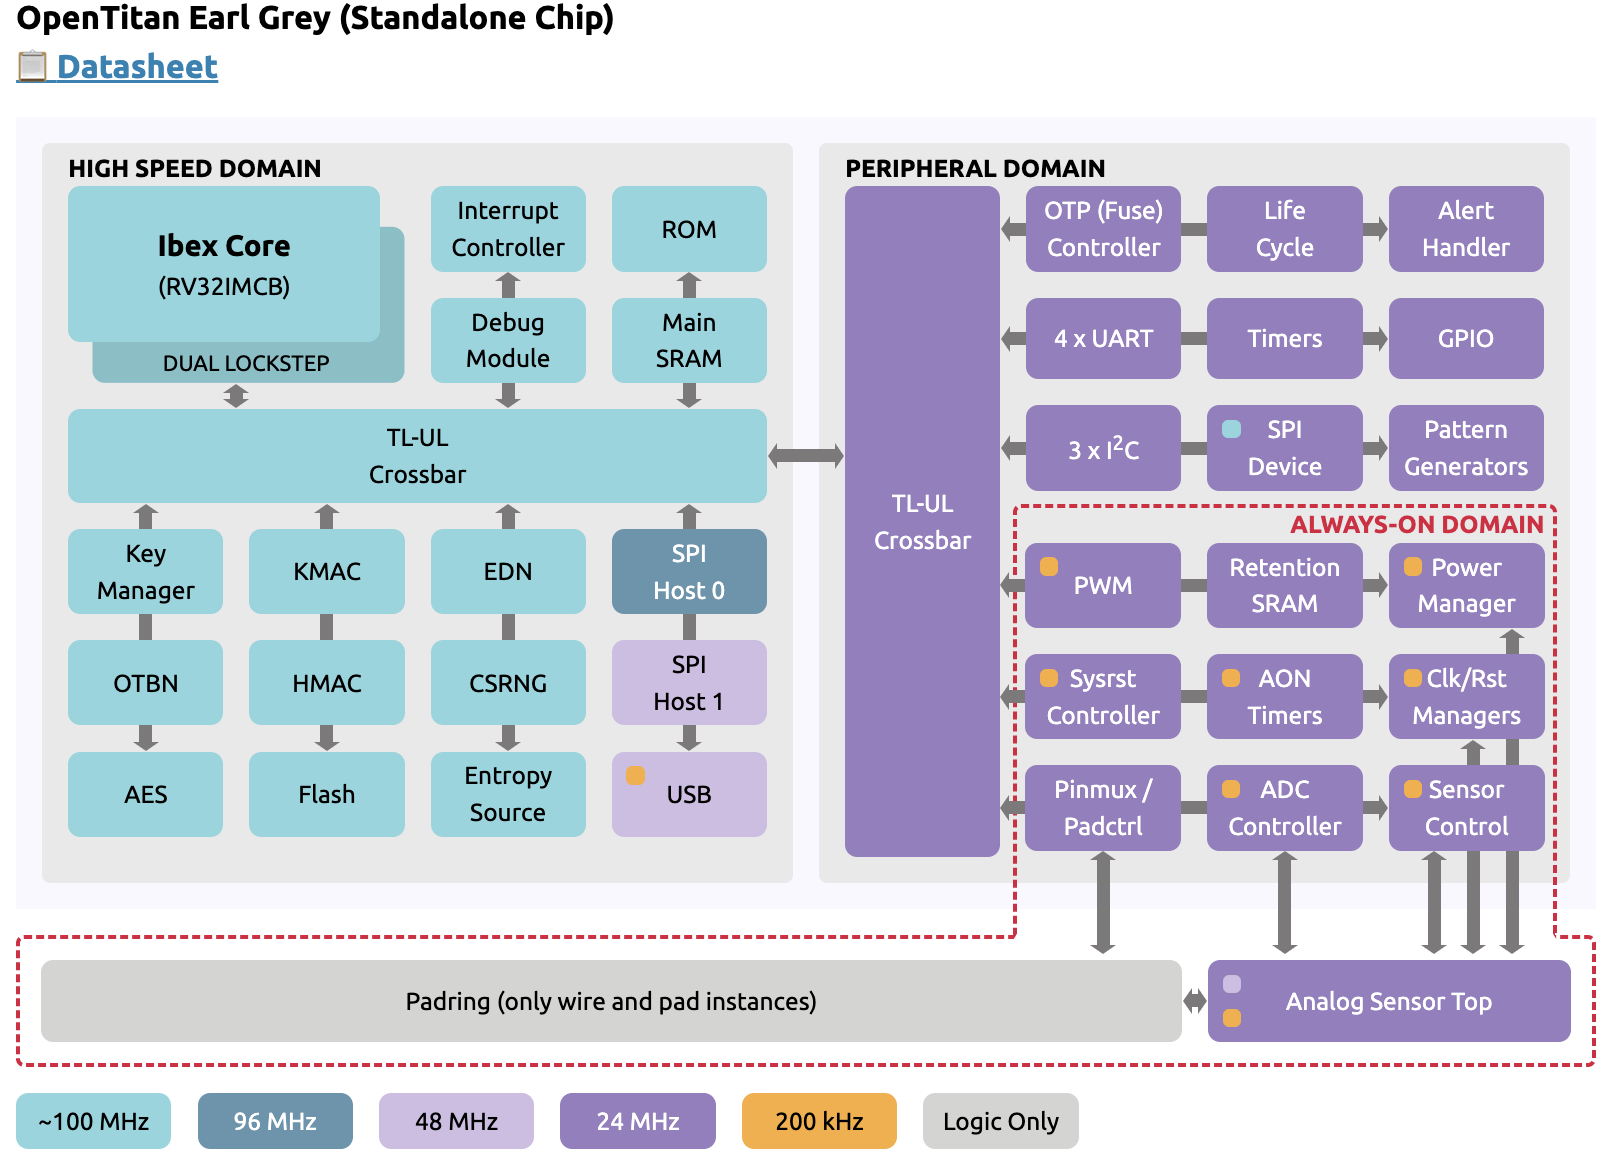 OpenTitan Earl Grey (Standalone Chip)
📋 Datasheet
HIGH SPEED DOMAIN
Ibex Core
(RV32IMCB)
DUAL LOCKSTEP
Interrupt
Controller
ROM
Debug
Module
Main
SRAM
TL-UL
Crossbar
Key
Manager
KMAC
EDN
SPI
Host 0
OTBN
HMAC
CSRNG
SPI
Host 1
AES
Flash
Entropy
Source
USB
PERIPHERAL DOMAIN
TL-UL
Crossbar
OTP (Fuse)
Controller
Life
Cycle
Alert
Handler
4 x UART
Timers
GPIO
3 x I²C
SPI
Device
Pattern
Generators
ALWAYS-ON DOMAIN
PWM
Retention
SRAM
Power
Manager
Sysrst
Controller
AON
Timers
Clk/Rst
Managers
Pinmux /
Padctrl
ADC
Controller
Sensor
Control
Padring (only wire and pad instances)
Analog Sensor Top
~100 MHz
96 MHz
48 MHz
24 MHz
200 kHz
Logic Only